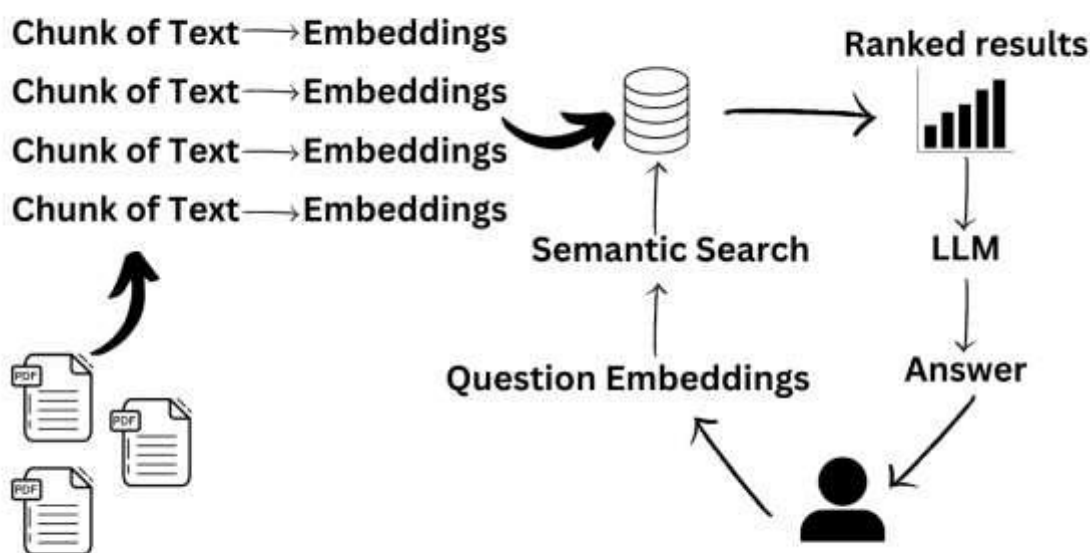 Chunk of Text Embeddings
Chunk of Text Embeddings
Chunk of Text Embeddings
Chunk of Text Embeddings
Ranked results
Semantic Search
LLM
Question Embeddings
Answer
PDF
PDF
PDF